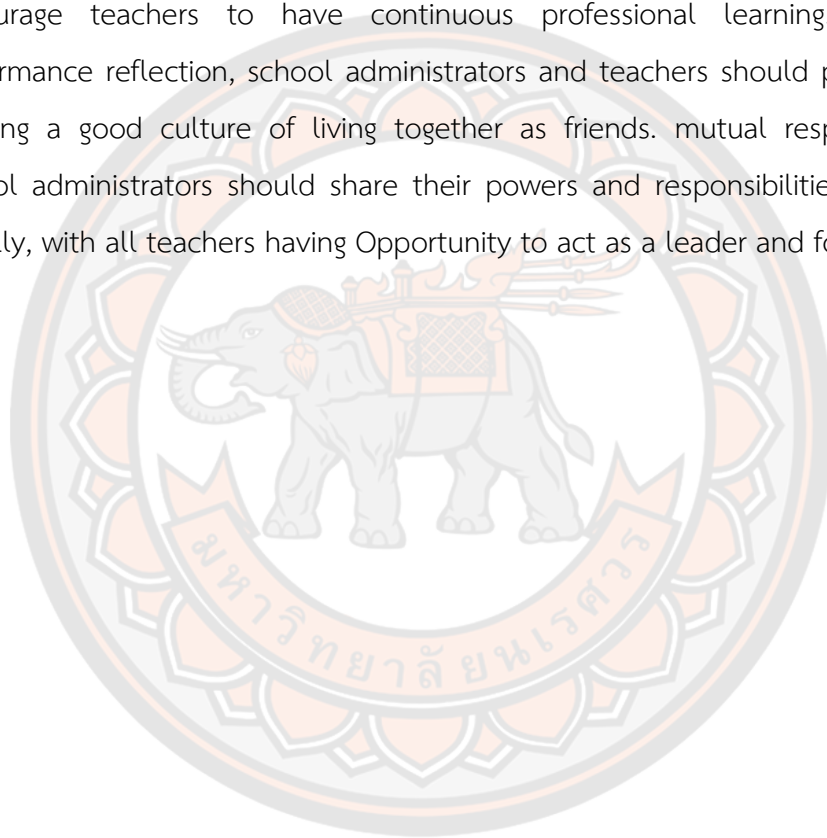 urage teachers to have continuous professional learning
rmance reflection, school administrators and teachers should p
ng a good culture of living together as friends. mutual resp
ol administrators should share their powers and responsibilitie
lly, with all teachers having Opportunity to act as a leader and fo
มหาวิทยาลัยนเรศวร